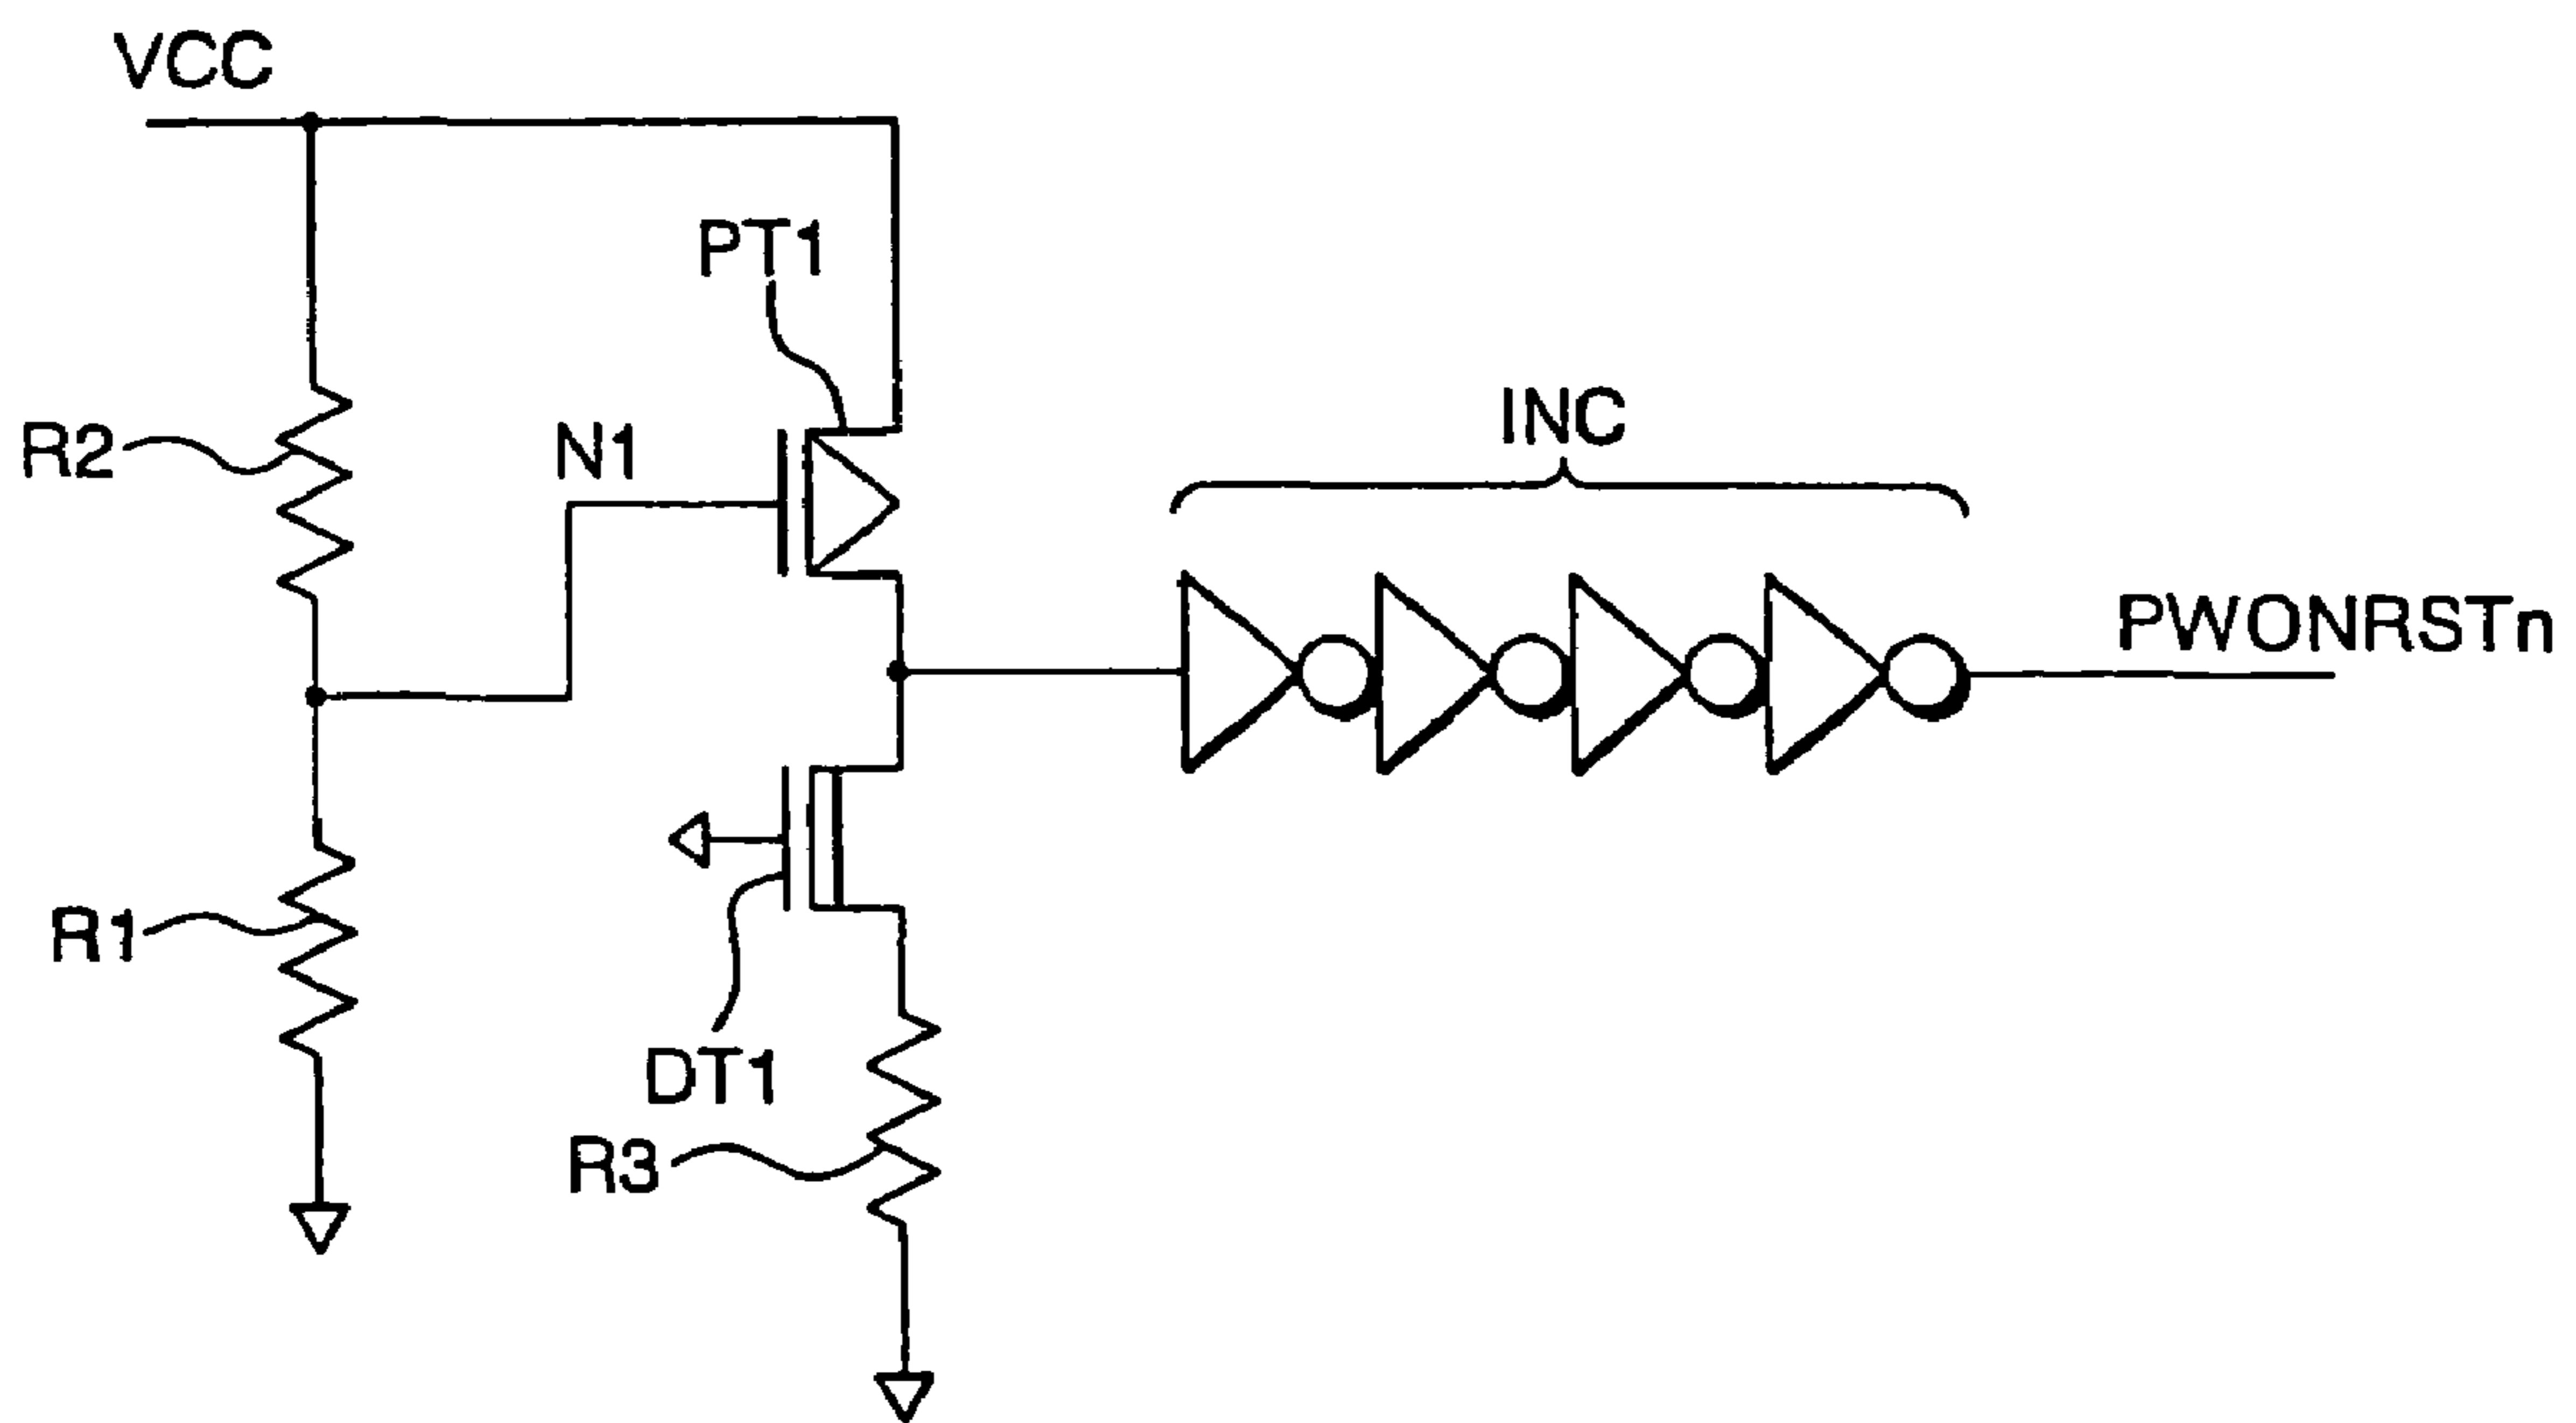 VCC
PT1
R2
N1
INC
PWONRSTn
R1
DT1
R3